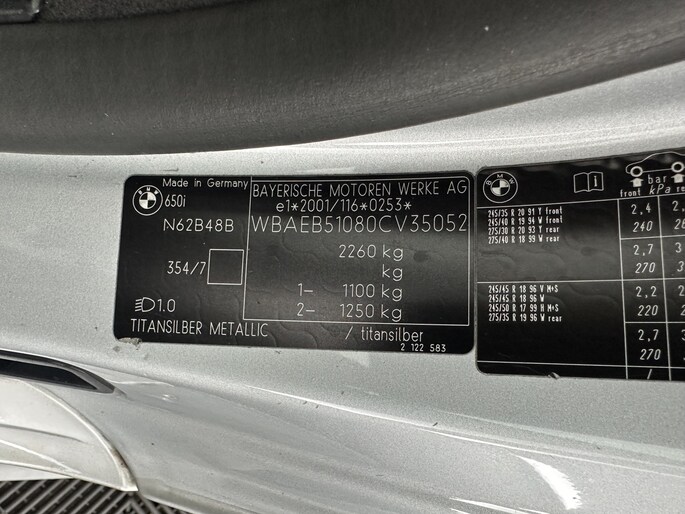 BMW
Made in Germany
650i
BAYERISCHE MOTOREN WERKE AG
e1*2001/116*0253*
N62B48B
WBAEB51080CV35052
2260 kg
kg
354/7
1– 1100 kg
2– 1250 kg
1.0
TITANSILBER METALLIC / titansilber
2 122 583
BMW
i
bar
front kPa rear
245/35 R 20 91 Y front
245/40 R 19 94 W front
275/30 R 20 93 Y rear
275/40 R 18 99 W rear
2,4
240
2,7
270
245/45 R 18 96 V M+S
245/45 R 18 96 W
245/50 R 17 99 H M+S
275/35 R 19 96 W rear
2,2
220
2,7
270